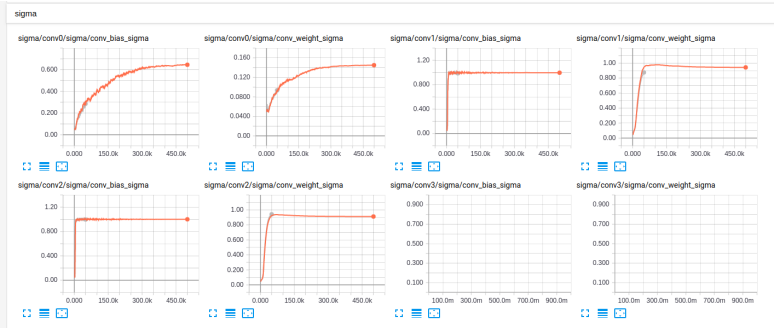 sigma
sigma/conv0/sigma/conv_bias_sigma
0.600
0.400
0.200
0.00
0.000 150.0k 300.0k 450.0k
sigma/conv0/sigma/conv_weight_sigma
0.160
0.120
0.0800
0.0400
0.00
0.000 150.0k 300.0k 450.0k
sigma/conv1/sigma/conv_bias_sigma
1.20
0.800
0.400
0.00
0.000 150.0k 300.0k 450.0k
sigma/conv1/sigma/conv_weight_sigma
1.00
0.800
0.600
0.400
0.200
0.00
0.000 150.0k 300.0k 450.0k
sigma/conv2/sigma/conv_bias_sigma
1.20
0.800
0.400
0.00
0.000 150.0k 300.0k 450.0k
sigma/conv2/sigma/conv_weight_sigma
1.00
0.800
0.600
0.400
0.200
0.000
0.000 150.0k 300.0k 450.0k
sigma/conv3/sigma/conv_bias_sigma
0.900
0.700
0.500
0.300
0.100
100.0m 300.0m 500.0m 700.0m 900.0m
sigma/conv3/sigma/conv_weight_sigma
0.900
0.700
0.500
0.300
0.100
100.0m 300.0m 500.0m 700.0m 900.0m